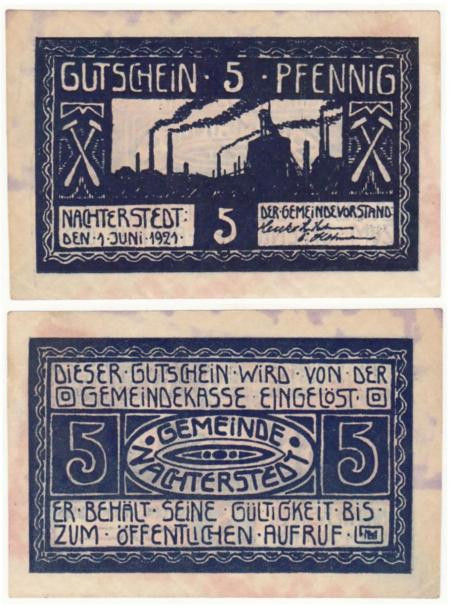 GUTSCHEIN · 5 · PFENNIG
NACHTERSTEDT:
DEN · 1 · JUNI · 1921 ·
5
DER · GEMEINDEVORSTAND
DIESER · GUTSCHEIN · WIRD · VON · DER
GEMEINDEKASSE EINGELÖST ·
5
· GEMEINDE ·
NACHTERSTEDT
5
ER · BEHÄLT · SEINE · GÜLTIGKEIT · BIS ·
ZUM · ÖFFENTLICHEN · AUFRUF ·